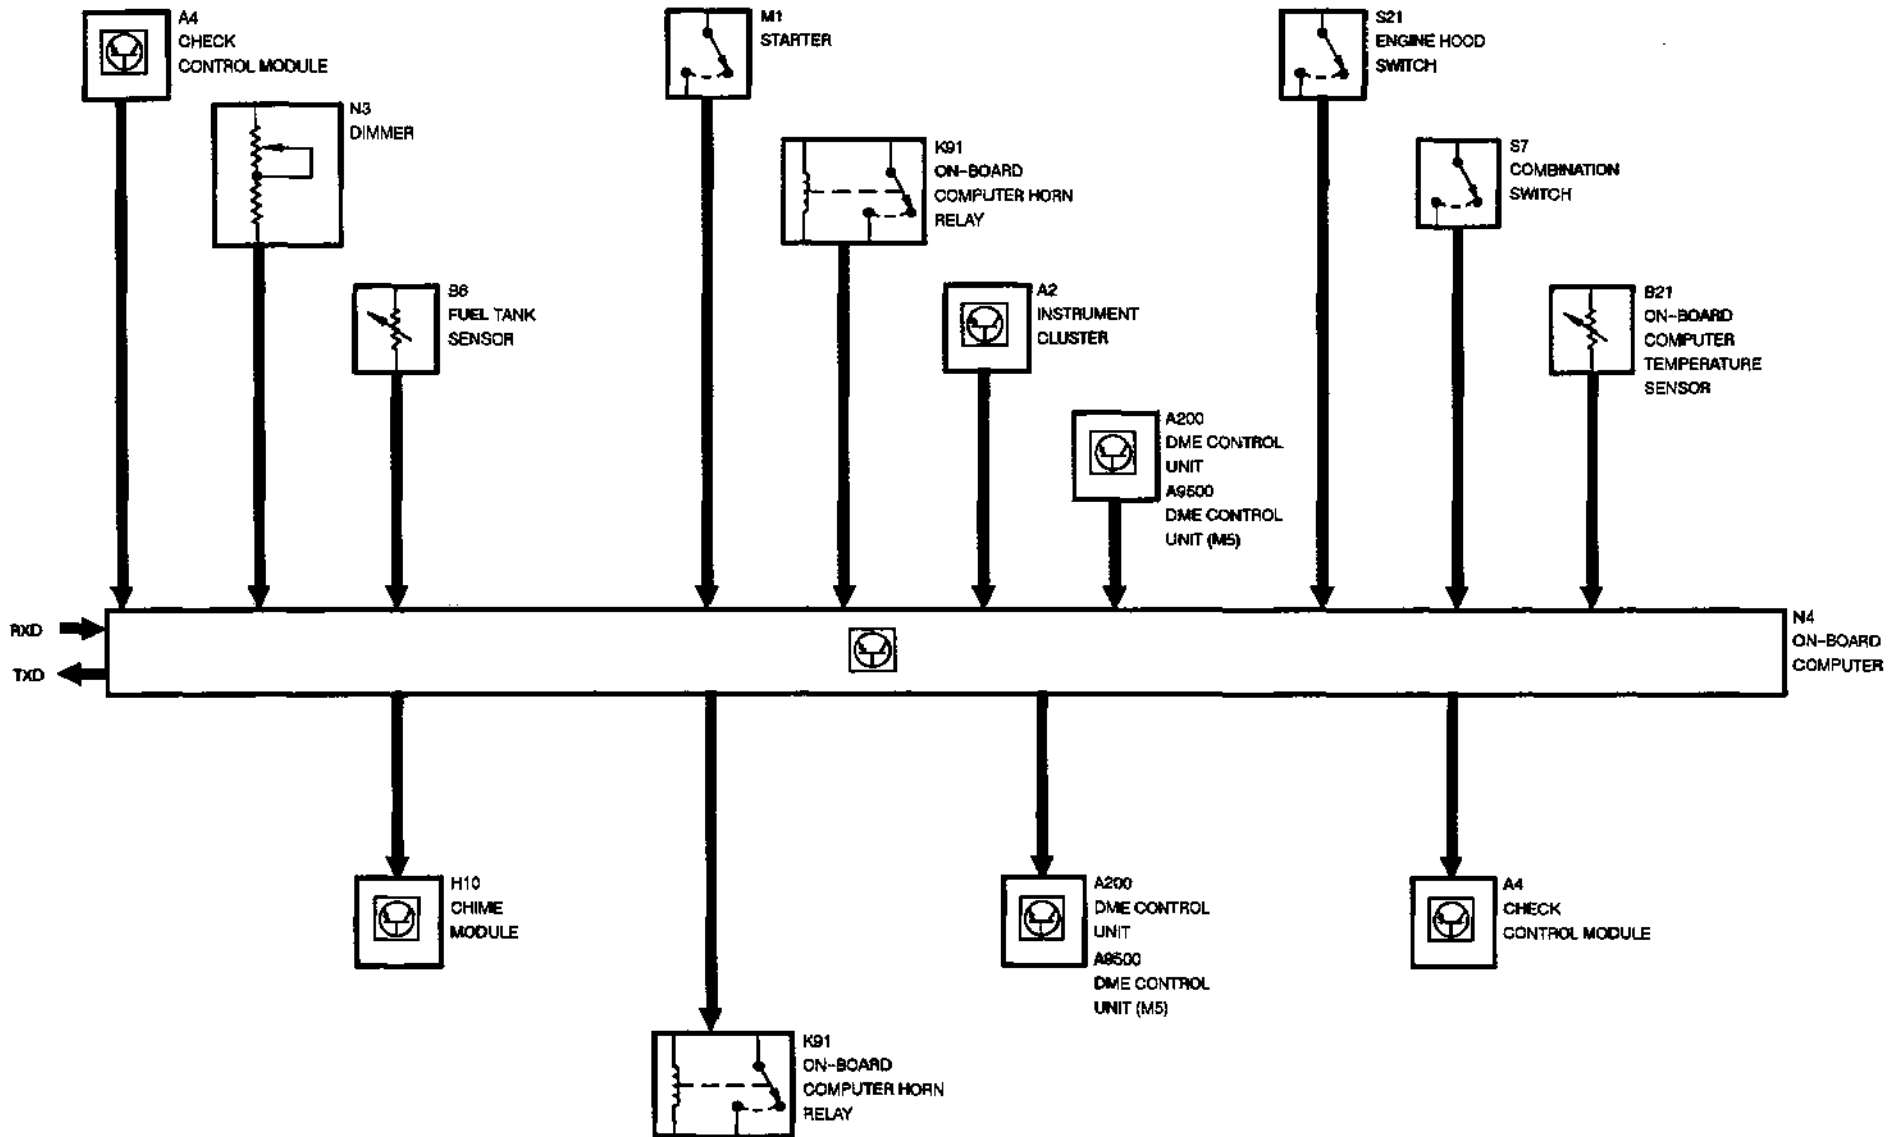 A4
CHECK
CONTROL MODULE
N3
DIMMER
B6
FUEL TANK
SENSOR
M1
STARTER
K91
ON-BOARD
COMPUTER HORN
RELAY
A2
INSTRUMENT
CLUSTER
A200
DME CONTROL
UNIT
A9500
DME CONTROL
UNIT (M5)
S21
ENGINE HOOD
SWITCH
S7
COMBINATION
SWITCH
B21
ON-BOARD
COMPUTER
TEMPERATURE
SENSOR
RXD
TXD
N4
ON-BOARD
COMPUTER
H10
CHIME
MODULE
K91
ON-BOARD
COMPUTER HORN
RELAY
A200
DME CONTROL
UNIT
A9500
DME CONTROL
UNIT (M5)
A4
CHECK
CONTROL MODULE